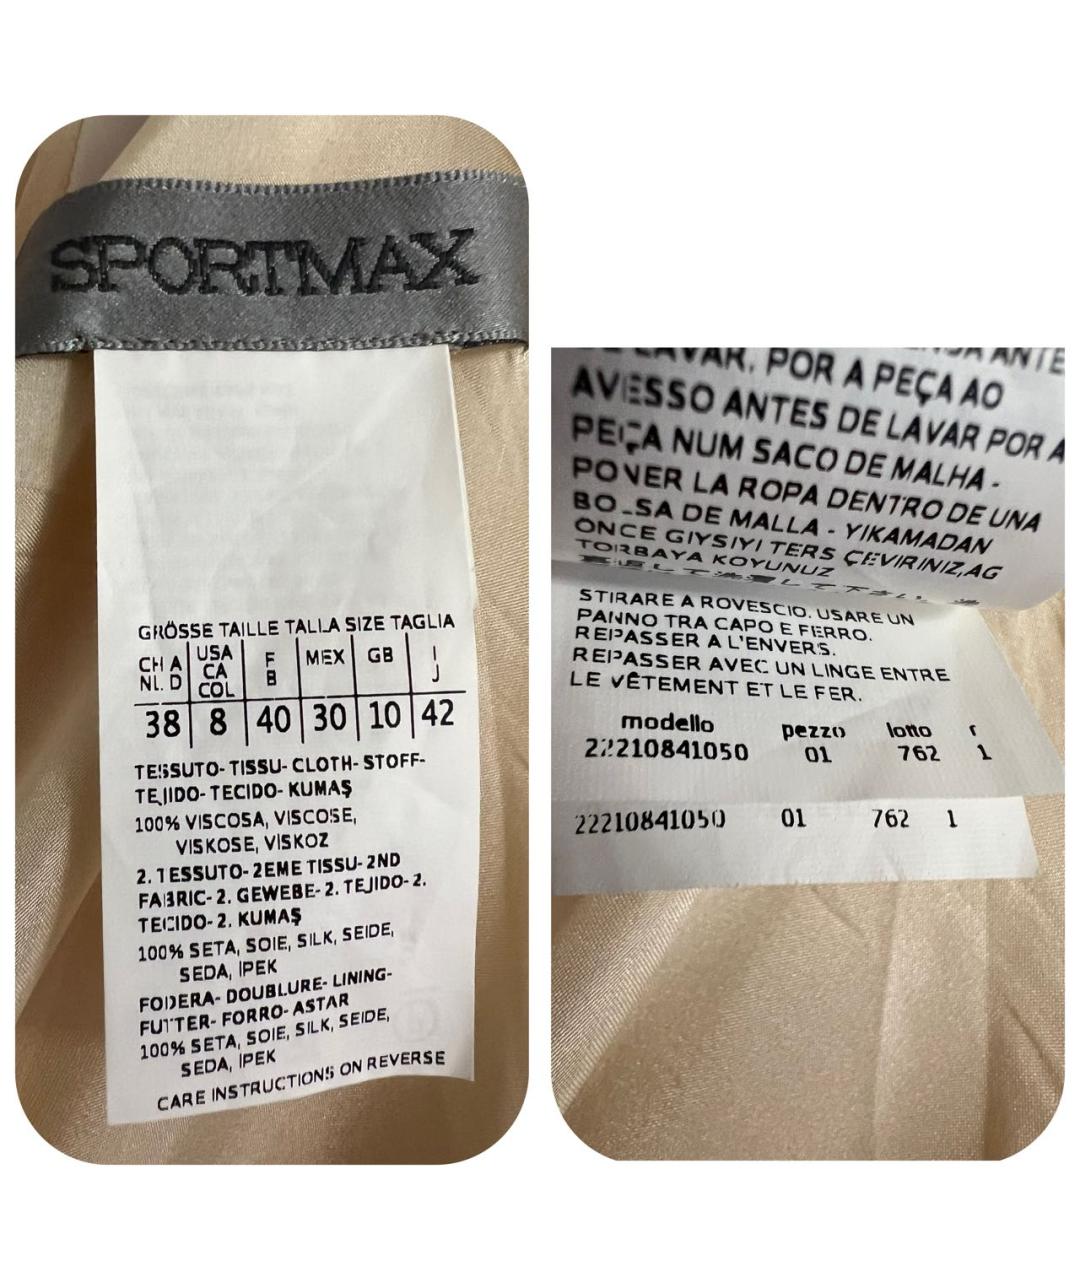 SPORTMAX
GRÖSSE TAILLE TALLA SIZE TAGLIA
CH A NL. D USA CA COL F B MEX GB I J
38 8 40 30 10 42
TESSUTO- TISSU- CLOTH- STOFF-
TEJIDO- TECIDO- KUMAŞ
100% VISCOSA, VISCOSE,
VISKOSE, VISKOZ
2. TESSUTO- 2EME TISSU- 2ND
FABRIC- 2. GEWEBE- 2. TEJIDO- 2.
TECIDO- 2. KUMAŞ
100% SETA, SOIE, SILK, SEIDE,
SEDA, IPEK
FODERA- DOUBLURE- LINING-
FUTTER- FORRO- ASTAR
100% SETA, SOIE, SILK, SEIDE,
SEDA, IPEK
CARE INSTRUCTIONS ON REVERSE
LAVAR, POR A PEÇA AO
AVESSO ANTES DE LAVAR POR A
PEÇA NUM SACO DE MALHA -
PONER LA ROPA DENTRO DE UNA
BOLSA DE MALLA - YIKAMADAN
ÖNCE GIYSIYI TERS ÇEVIRINIZ,AG
TORBAYA KOYUNUZ
STIRARE A ROVESCIO. USARE UN
PANNO TRA CAPO E FERRO.
REPASSER A L'ENVERS.
REPASSER AVEC UN LINGE ENTRE
LE VÊTEMENT ET LE FER.
modello pezzo lotto r
22210841050 01 762 1
22210841050 01 762 1